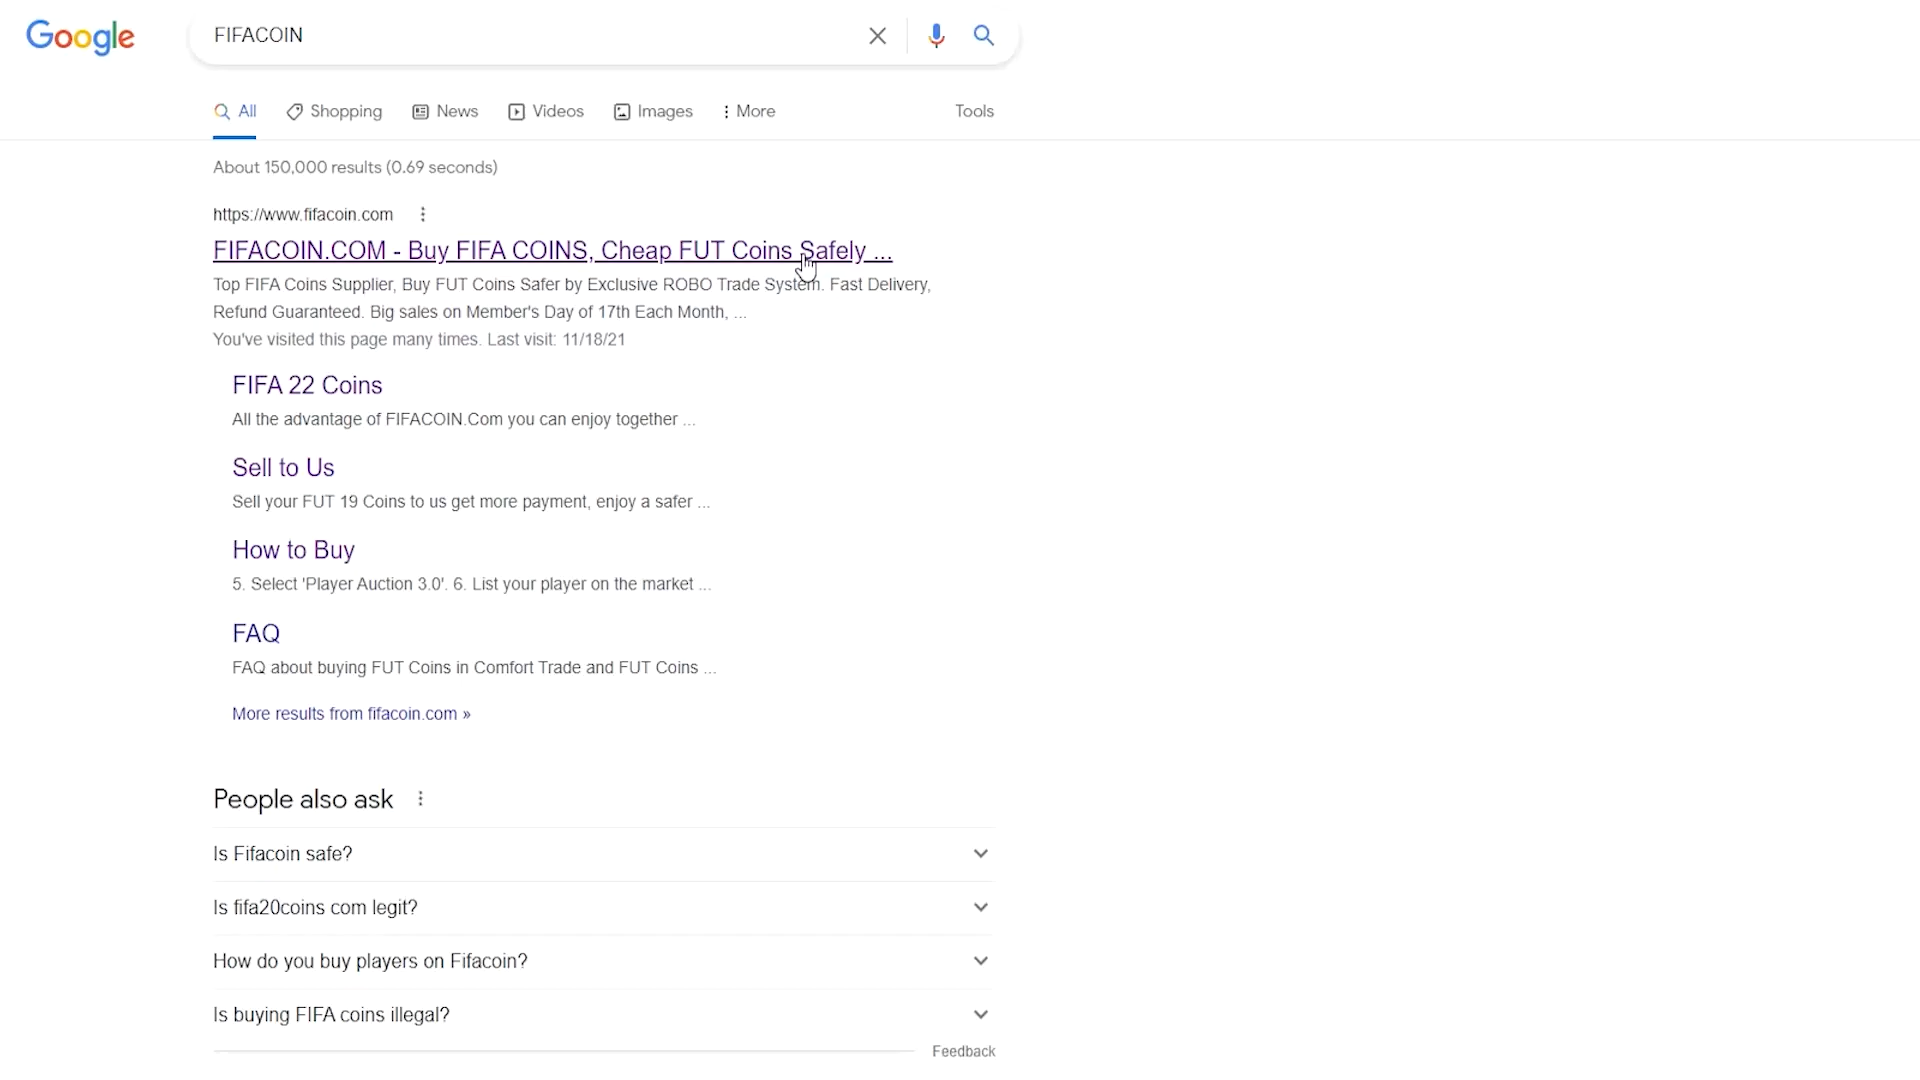 Google
FIFACOIN
All Shopping News Videos Images More Tools
About 150,000 results (0.69 seconds)
https://www.fifacoin.com
FIFACOIN.COM - Buy FIFA COINS, Cheap FUT Coins Safely ...
Top FIFA Coins Supplier, Buy FUT Coins Safer by Exclusive ROBO Trade System. Fast Delivery,
Refund Guaranteed. Big sales on Member's Day of 17th Each Month, ...
You've visited this page many times. Last visit: 11/18/21
FIFA 22 Coins
All the advantage of FIFACOIN.Com you can enjoy together ...
Sell to Us
Sell your FUT 19 Coins to us get more payment, enjoy a safer ...
How to Buy
5. Select 'Player Auction 3.0'. 6. List your player on the market ...
FAQ
FAQ about buying FUT Coins in Comfort Trade and FUT Coins ...
More results from fifacoin.com »
People also ask
Is Fifacoin safe?
Is fifa20coins com legit?
How do you buy players on Fifacoin?
Is buying FIFA coins illegal?
Feedback